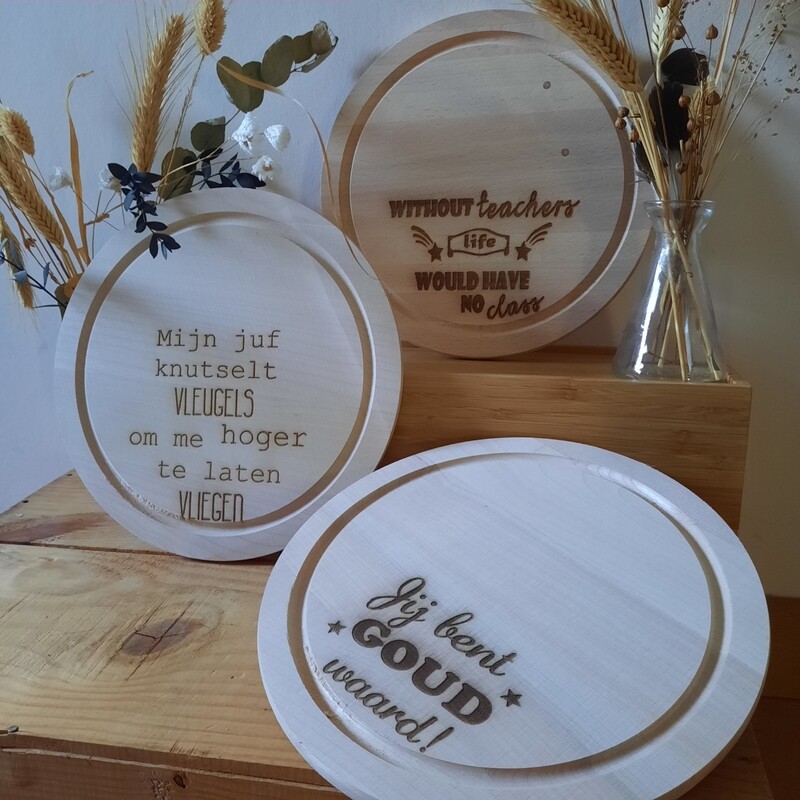 WITHOUT teachers
life
WOULD HAVE
NO class
Mijn juf
knutselt
VLEUGELS
om me hoger
te laten
VLIEGEN
Jij bent
GOUD
waard!